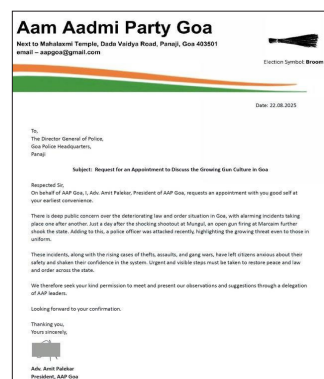 Aam Aadmi Party Goa
Next to Mahalaxmi Temple, Dada Vaidya Road, Panaji, Goa 403501
email – aapgoa@gmail.com
Election Symbol: Broom
Date: 22.08.2025
To,
The Director General of Police,
Goa Police Headquarters,
Panaji
Subject: Request for an Appointment to Discuss the Growing Gun Culture in Goa
Respected Sir,
On behalf of AAP Goa, I, Adv. Amit Palekar, President of AAP Goa, requests an appointment with you good self at
your earliest convenience.
There is deep public concern over the deteriorating law and order situation in Goa, with alarming incidents taking
place one after another. Just a day after the shocking shootout at Mungul, an open gun firing at Marcaim further
shook the state. Adding to this, a police officer was attacked recently, highlighting the growing threat even to those in
uniform.
These incidents, along with the rising cases of thefts, assaults, and gang wars, have left citizens anxious about their
safety and shaken their confidence in the system. Urgent and visible steps must be taken to restore peace and law
and order across the state.
We therefore seek your kind permission to meet and present our observations and suggestions through a delegation
of AAP leaders.
Looking forward to your confirmation.
Thanking you,
Yours sincerely,
Adv. Amit Palekar
President, AAP Goa